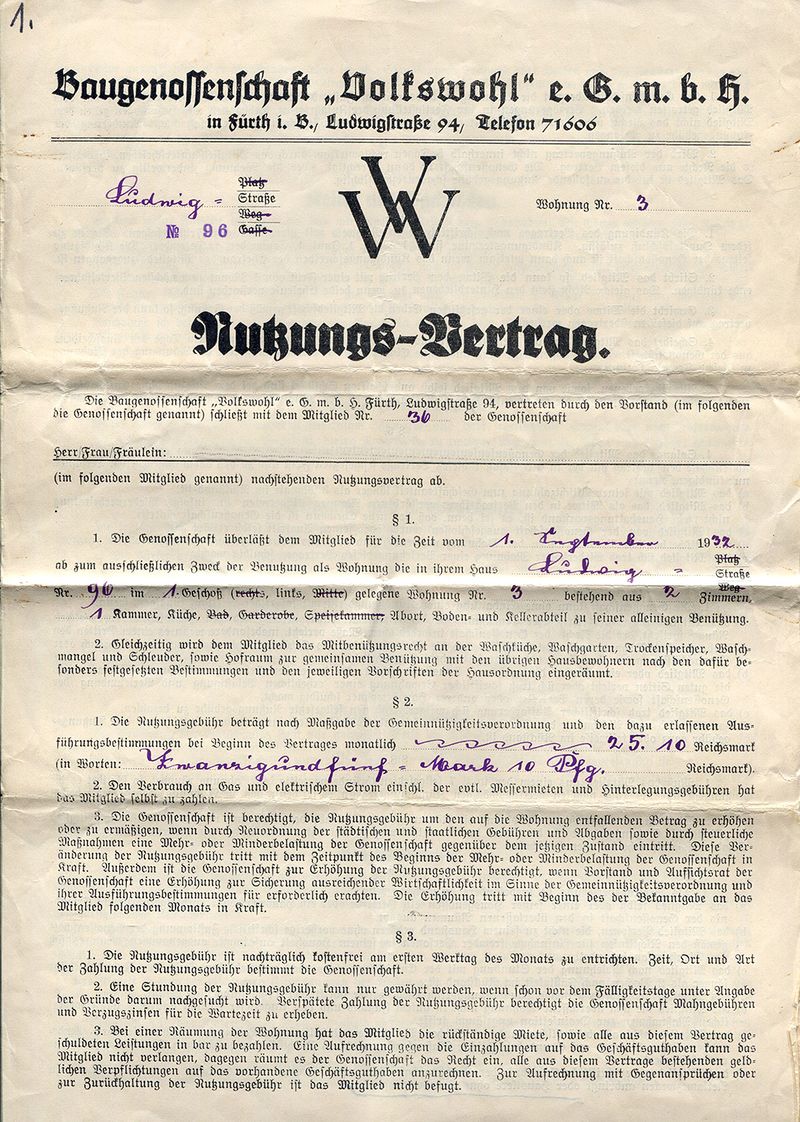 1.
Baugenossenschaft „Volkswohl“ e. G. m. b. H.
in Fürth i. B., Ludwigstraße 94, Telefon 71606
Ludwig = Platz
Straße
Weg
№ 96 Gasse
VW
Wohnung Nr. 3
Nutzungs-Vertrag.
Die Baugenossenschaft „Volkswohl“ e. G. m. b. H. Fürth, Ludwigstraße 94, vertreten durch den Vorstand (im folgenden
die Genossenschaft genannt) schließt mit dem Mitglied Nr. 36 der Genossenschaft
Herr/Frau/Fräulein:
(im folgenden Mitglied genannt) nachstehenden Nutzungsvertrag ab.
§ 1.
1. Die Genossenschaft überläßt dem Mitglied für die Zeit vom 1. September 1932
ab zum ausschließlichen Zweck der Benutzung als Wohnung die in ihrem Haus Ludwig = Platz
Straße
Weg
Nr. 96 im 1. Geschoß (rechts, links, Mitte) gelegene Wohnung Nr. 3 bestehend aus 2 Zimmern,
1 Kammer, Küche, Bad, Garderobe, Speisekammer, Abort, Boden- und Kellerabteil zu seiner alleinigen Benützung.
2. Gleichzeitig wird dem Mitglied das Mitbenützungsrecht an der Waschküche, Waschgarten, Trockenspeicher, Wasch-
mangel und Schleuder, sowie Hofraum zur gemeinsamen Benützung mit den übrigen Hausbewohnern nach den dafür be-
sonders festgesetzten Bestimmungen und den jeweiligen Vorschriften der Hausordnung eingeräumt.
§ 2.
1. Die Nutzungsgebühr beträgt nach Maßgabe der Gemeinnützigkeitsverordnung und den dazu erlassenen Aus-
führungsbestimmungen bei Beginn des Vertrages monatlich 25. 10 Reichsmark
(in Worten: Zwanzigundfünf = Mark 10 Pfg. Reichsmark).
2. Den Verbrauch an Gas und elektrischem Strom einschl. der evtl. Messermieten und Hinterlegungsgebühren hat
das Mitglied selbst zu zahlen.
3. Die Genossenschaft ist berechtigt, die Nutzungsgebühr um den auf die Wohnung entfallenden Betrag zu erhöhen
oder zu ermäßigen, wenn durch Neuordnung der städtischen und staatlichen Gebühren und Abgaben sowie durch steuerliche
Maßnahmen eine Mehr- oder Minderbelastung der Genossenschaft gegenüber dem jetzigen Zustand eintritt. Diese Ver-
änderung der Nutzungsgebühr tritt mit dem Zeitpunkt des Beginns der Mehr- oder Minderbelastung der Genossenschaft in
Kraft. Außerdem ist die Genossenschaft zur Erhöhung der Nutzungsgebühr berechtigt, wenn Vorstand und Aufsichtsrat der
Genossenschaft eine Erhöhung zur Sicherung ausreichender Wirtschaftlichkeit im Sinne der Gemeinnützigkeitsverordnung und
ihrer Ausführungsbestimmungen für erforderlich erachten. Die Erhöhung tritt mit Beginn des der Bekanntgabe an das
Mitglied folgenden Monats in Kraft.
§ 3.
1. Die Nutzungsgebühr ist nachträglich kostenfrei am ersten Werktag des Monats zu entrichten. Zeit, Ort und Art
der Zahlung der Nutzungsgebühr bestimmt die Genossenschaft.
2. Eine Stundung der Nutzungsgebühr kann nur gewährt werden, wenn schon vor dem Fälligkeitstage unter Angabe
der Gründe darum nachgesucht wird. Verspätete Zahlung der Nutzungsgebühr berechtigt die Genossenschaft Mahngebühren
und Verzugszinsen für die Wartezeit zu erheben.
3. Bei einer Räumung der Wohnung hat das Mitglied die rückständige Miete, sowie alle aus diesem Vertrag ge-
schuldeten Leistungen in bar zu bezahlen. Eine Aufrechnung gegen die Einzahlungen auf das Geschäftsguthaben kann das
Mitglied nicht verlangen, dagegen räumt es der Genossenschaft das Recht ein, alle aus diesem Vertrage bestehenden geld-
lichen Verpflichtungen auf das vorhandene Geschäftsguthaben anzurechnen. Zur Aufrechnung mit Gegenansprüchen oder
zur Zurückhaltung der Nutzungsgebühr ist das Mitglied nicht befugt.